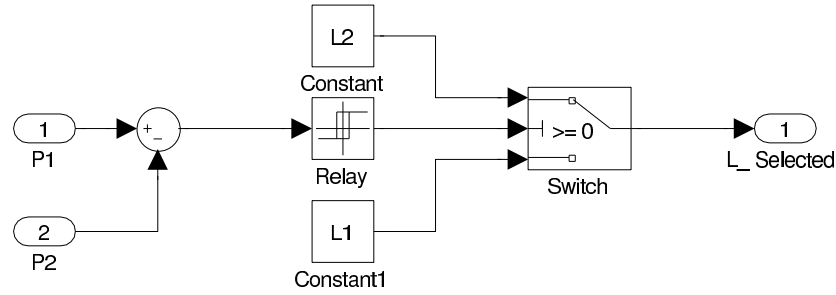 L2
Constant
1
P1
+
−
Relay
>= 0
Switch
1
L_ Selected
2
P2
L1
Constant1